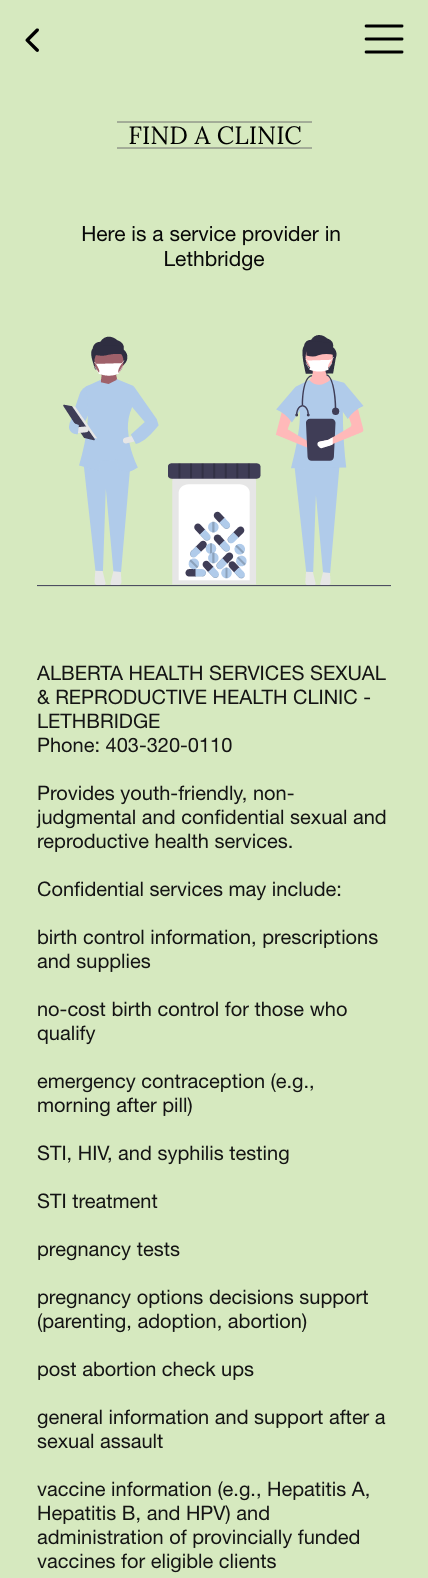 FIND A CLINIC
Here is a service provider in
Lethbridge
ALBERTA HEALTH SERVICES SEXUAL
& REPRODUCTIVE HEALTH CLINIC -
LETHBRIDGE
Phone: 403-320-0110
Provides youth-friendly, non-
judgmental and confidential sexual and
reproductive health services.
Confidential services may include:
birth control information, prescriptions
and supplies
no-cost birth control for those who
qualify
emergency contraception (e.g.,
morning after pill)
STI, HIV, and syphilis testing
STI treatment
pregnancy tests
pregnancy options decisions support
(parenting, adoption, abortion)
post abortion check ups
general information and support after a
sexual assault
vaccine information (e.g., Hepatitis A,
Hepatitis B, and HPV) and
administration of provincially funded
vaccines for eligible clients